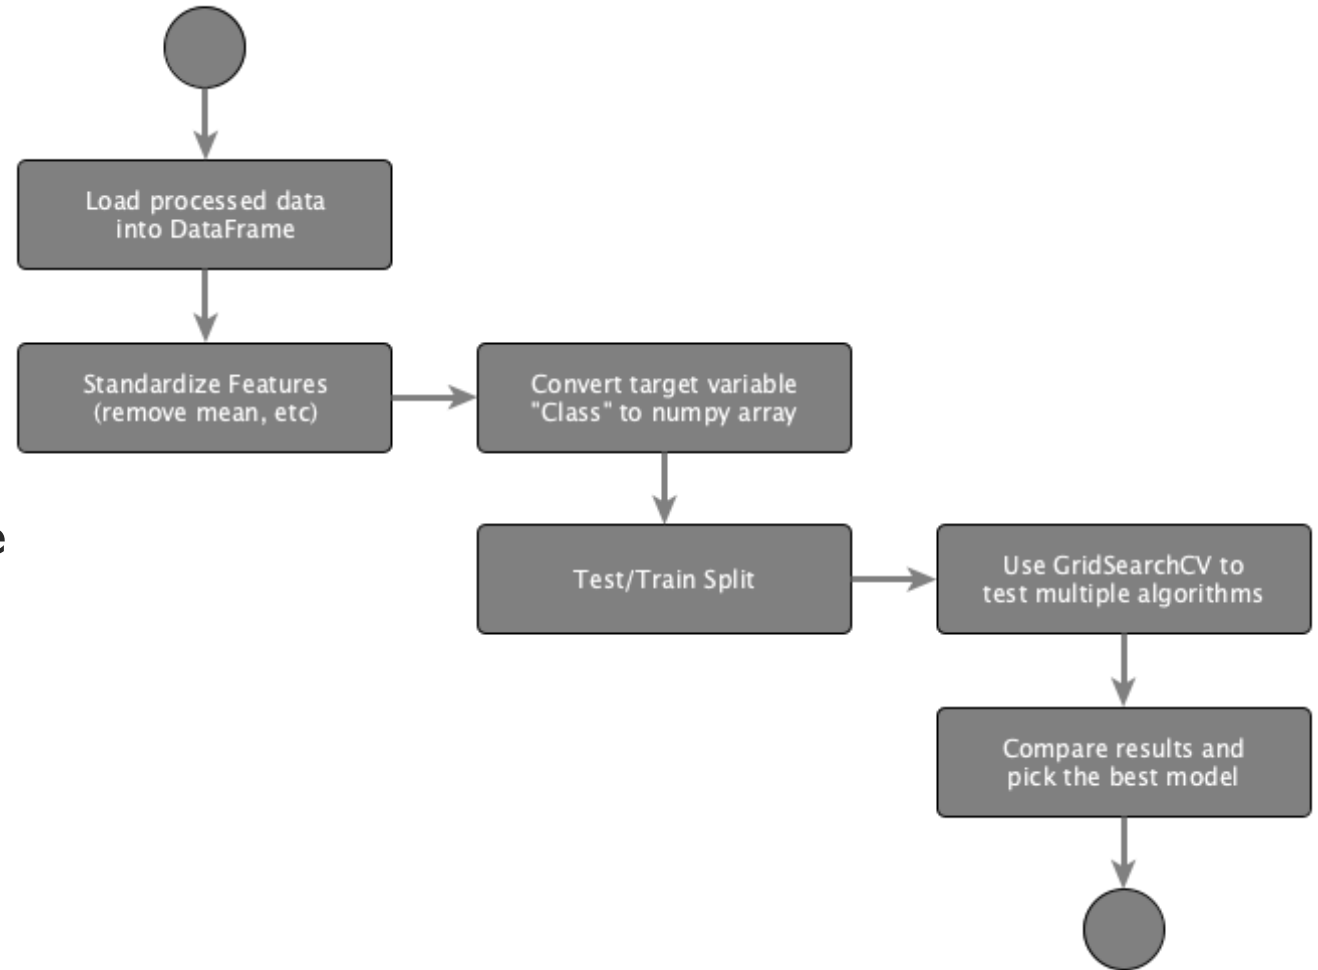 Load processed data
into DataFrame
Standardize Features
(remove mean, etc)
Convert target variable
"Class" to numpy array
e
Test/Train Split
Use GridSearchCV to
test multiple algorithms
Compare results and
pick the best model